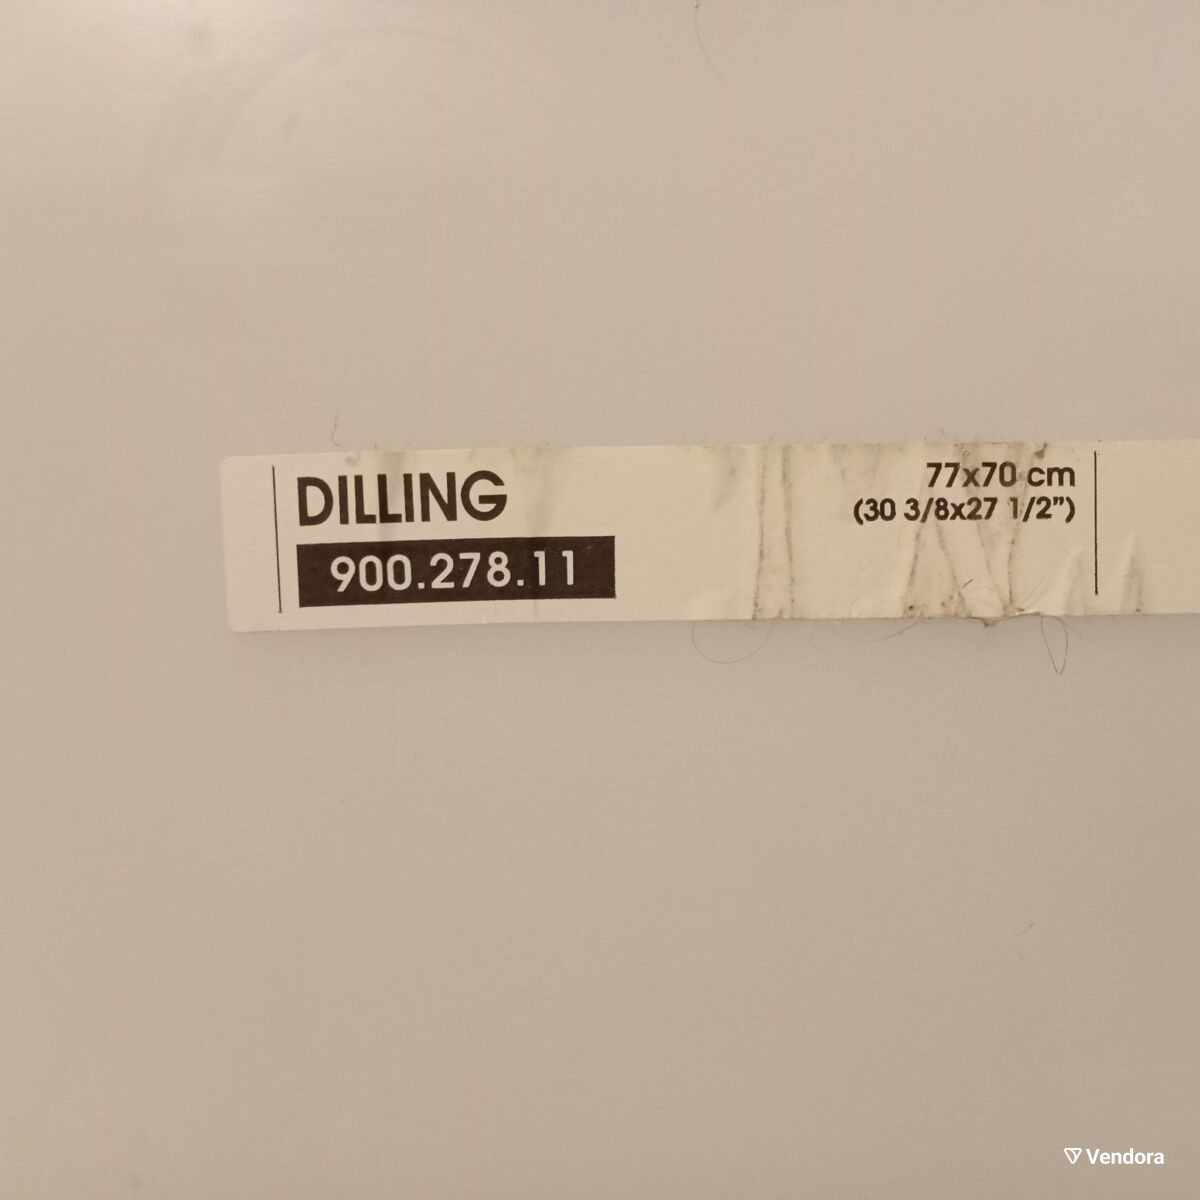 DILLING
900.278.11
77x70 cm
(30 3/8x27 1/2")
Vendora